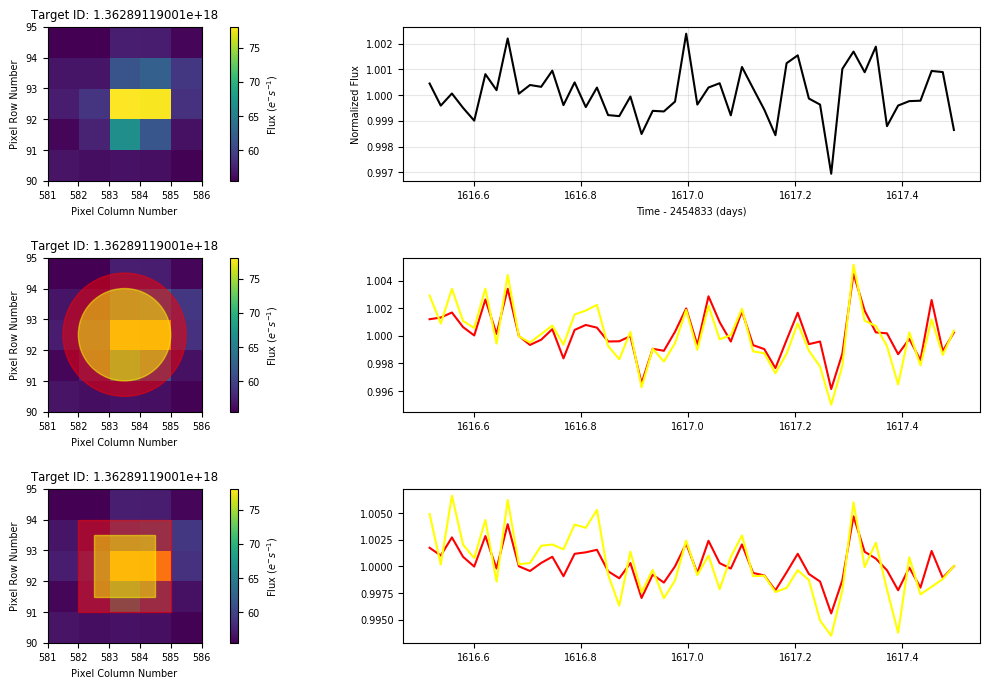 Target ID: 1.36289119001e+18
95
94
93
92
91
90
Pixel Row Number
581 582 583 584 585 586
Pixel Column Number
75
70
65
60
Flux (e⁻s⁻¹)
1.002
1.001
1.000
0.999
0.998
0.997
Normalized Flux
1616.6 1616.8 1617.0 1617.2 1617.4
Time - 2454833 (days)
Target ID: 1.36289119001e+18
95
94
93
92
91
90
Pixel Row Number
581 582 583 584 585 586
Pixel Column Number
75
70
65
60
Flux (e⁻s⁻¹)
1.004
1.002
1.000
0.998
0.996
1616.6 1616.8 1617.0 1617.2 1617.4
Target ID: 1.36289119001e+18
95
94
93
92
91
90
Pixel Row Number
581 582 583 584 585 586
Pixel Column Number
75
70
65
60
Flux (e⁻s⁻¹)
1.0050
1.0025
1.0000
0.9975
0.9950
1616.6 1616.8 1617.0 1617.2 1617.4